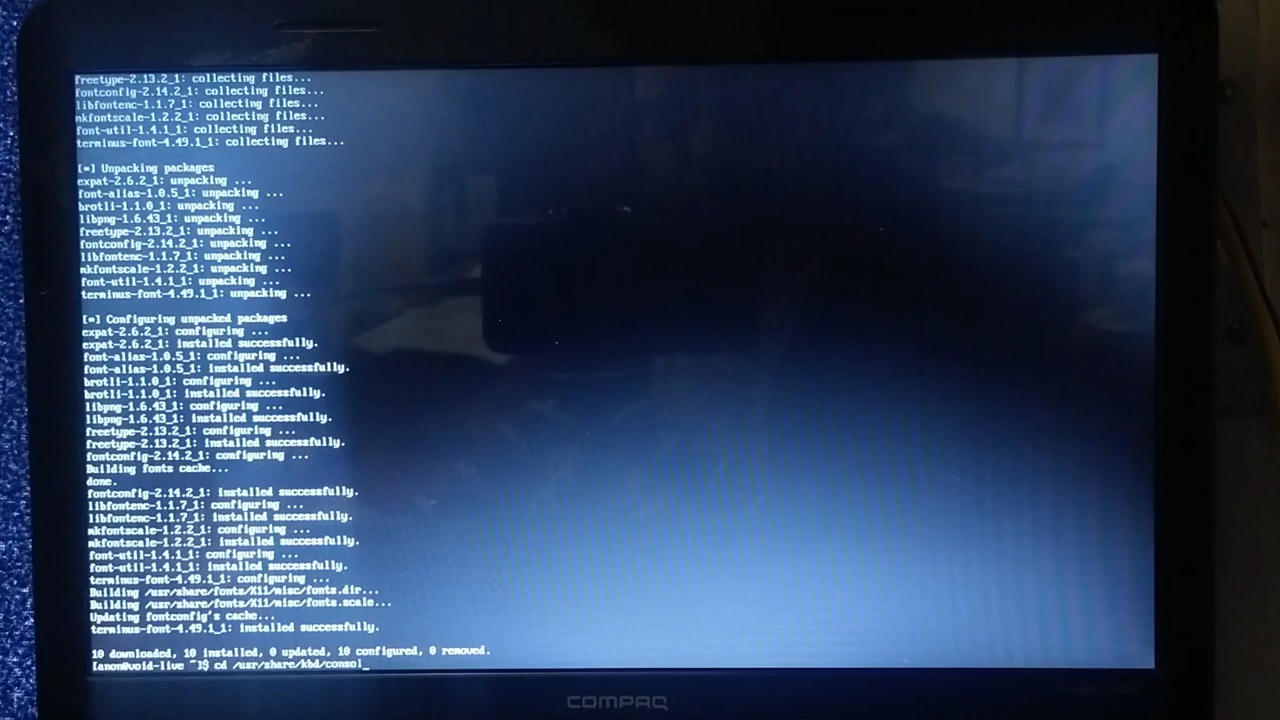 freetype-2.13.2_1: collecting files...
fontconfig-2.14.2_1: collecting files...
libfontenc-1.1.7_1: collecting files...
mkfontscale-1.2.2_1: collecting files...
font-util-1.4.1_1: collecting files...
terminus-font-4.49.1_1: collecting files...
[*] Unpacking packages
expat-2.6.2_1: unpacking ...
font-alias-1.0.5_1: unpacking ...
brotli-1.1.0_1: unpacking ...
libpng-1.6.43_1: unpacking ...
freetype-2.13.2_1: unpacking ...
fontconfig-2.14.2_1: unpacking ...
libfontenc-1.1.7_1: unpacking ...
mkfontscale-1.2.2_1: unpacking ...
font-util-1.4.1_1: unpacking ...
terminus-font-4.49.1_1: unpacking ...
[*] Configuring unpacked packages
expat-2.6.2_1: configuring ...
expat-2.6.2_1: installed successfully.
font-alias-1.0.5_1: configuring ...
font-alias-1.0.5_1: installed successfully.
brotli-1.1.0_1: configuring ...
brotli-1.1.0_1: installed successfully.
libpng-1.6.43_1: configuring ...
libpng-1.6.43_1: installed successfully.
freetype-2.13.2_1: configuring ...
freetype-2.13.2_1: installed successfully.
fontconfig-2.14.2_1: configuring ...
Building fonts cache...
done.
fontconfig-2.14.2_1: installed successfully.
libfontenc-1.1.7_1: configuring ...
libfontenc-1.1.7_1: installed successfully.
mkfontscale-1.2.2_1: configuring ...
mkfontscale-1.2.2_1: installed successfully.
font-util-1.4.1_1: configuring ...
font-util-1.4.1_1: installed successfully.
terminus-font-4.49.1_1: configuring ...
Building /usr/share/fonts/X11/misc/fonts.dir...
Building /usr/share/fonts/X11/misc/fonts.scale...
Updating fontconfig's cache...
terminus-font-4.49.1_1: installed successfully.
10 downloaded, 10 installed, 0 updated, 10 configured, 0 removed.
[anon@void-live ~]$ cd /usr/share/kbd/consol_
COMPAQ